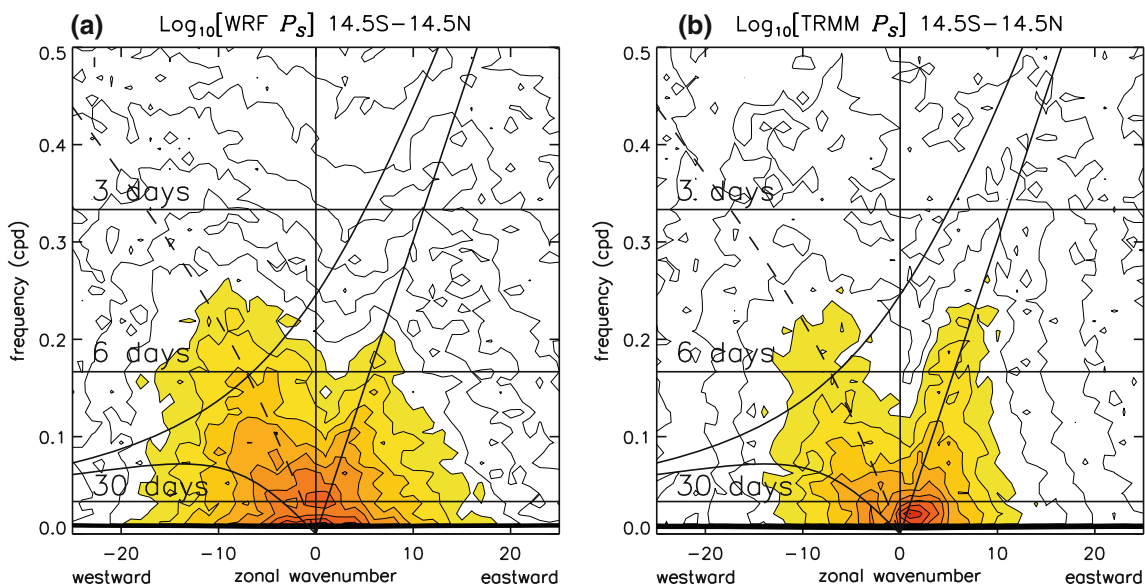 (a) Log10[WRF PS] 14.5S−14.5N
0.5
0.4
0.3
0.2
0.1
0.0
frequency (cpd)
3 days
6 days
30 days
−20 −10 0 10 20
westward zonal wavenumber eastward
(b) Log10[TRMM PS] 14.5S−14.5N
0.5
0.4
0.3
0.2
0.1
0.0
frequency (cpd)
3 days
6 days
30 days
−20 −10 0 10 20
westward zonal wavenumber eastward